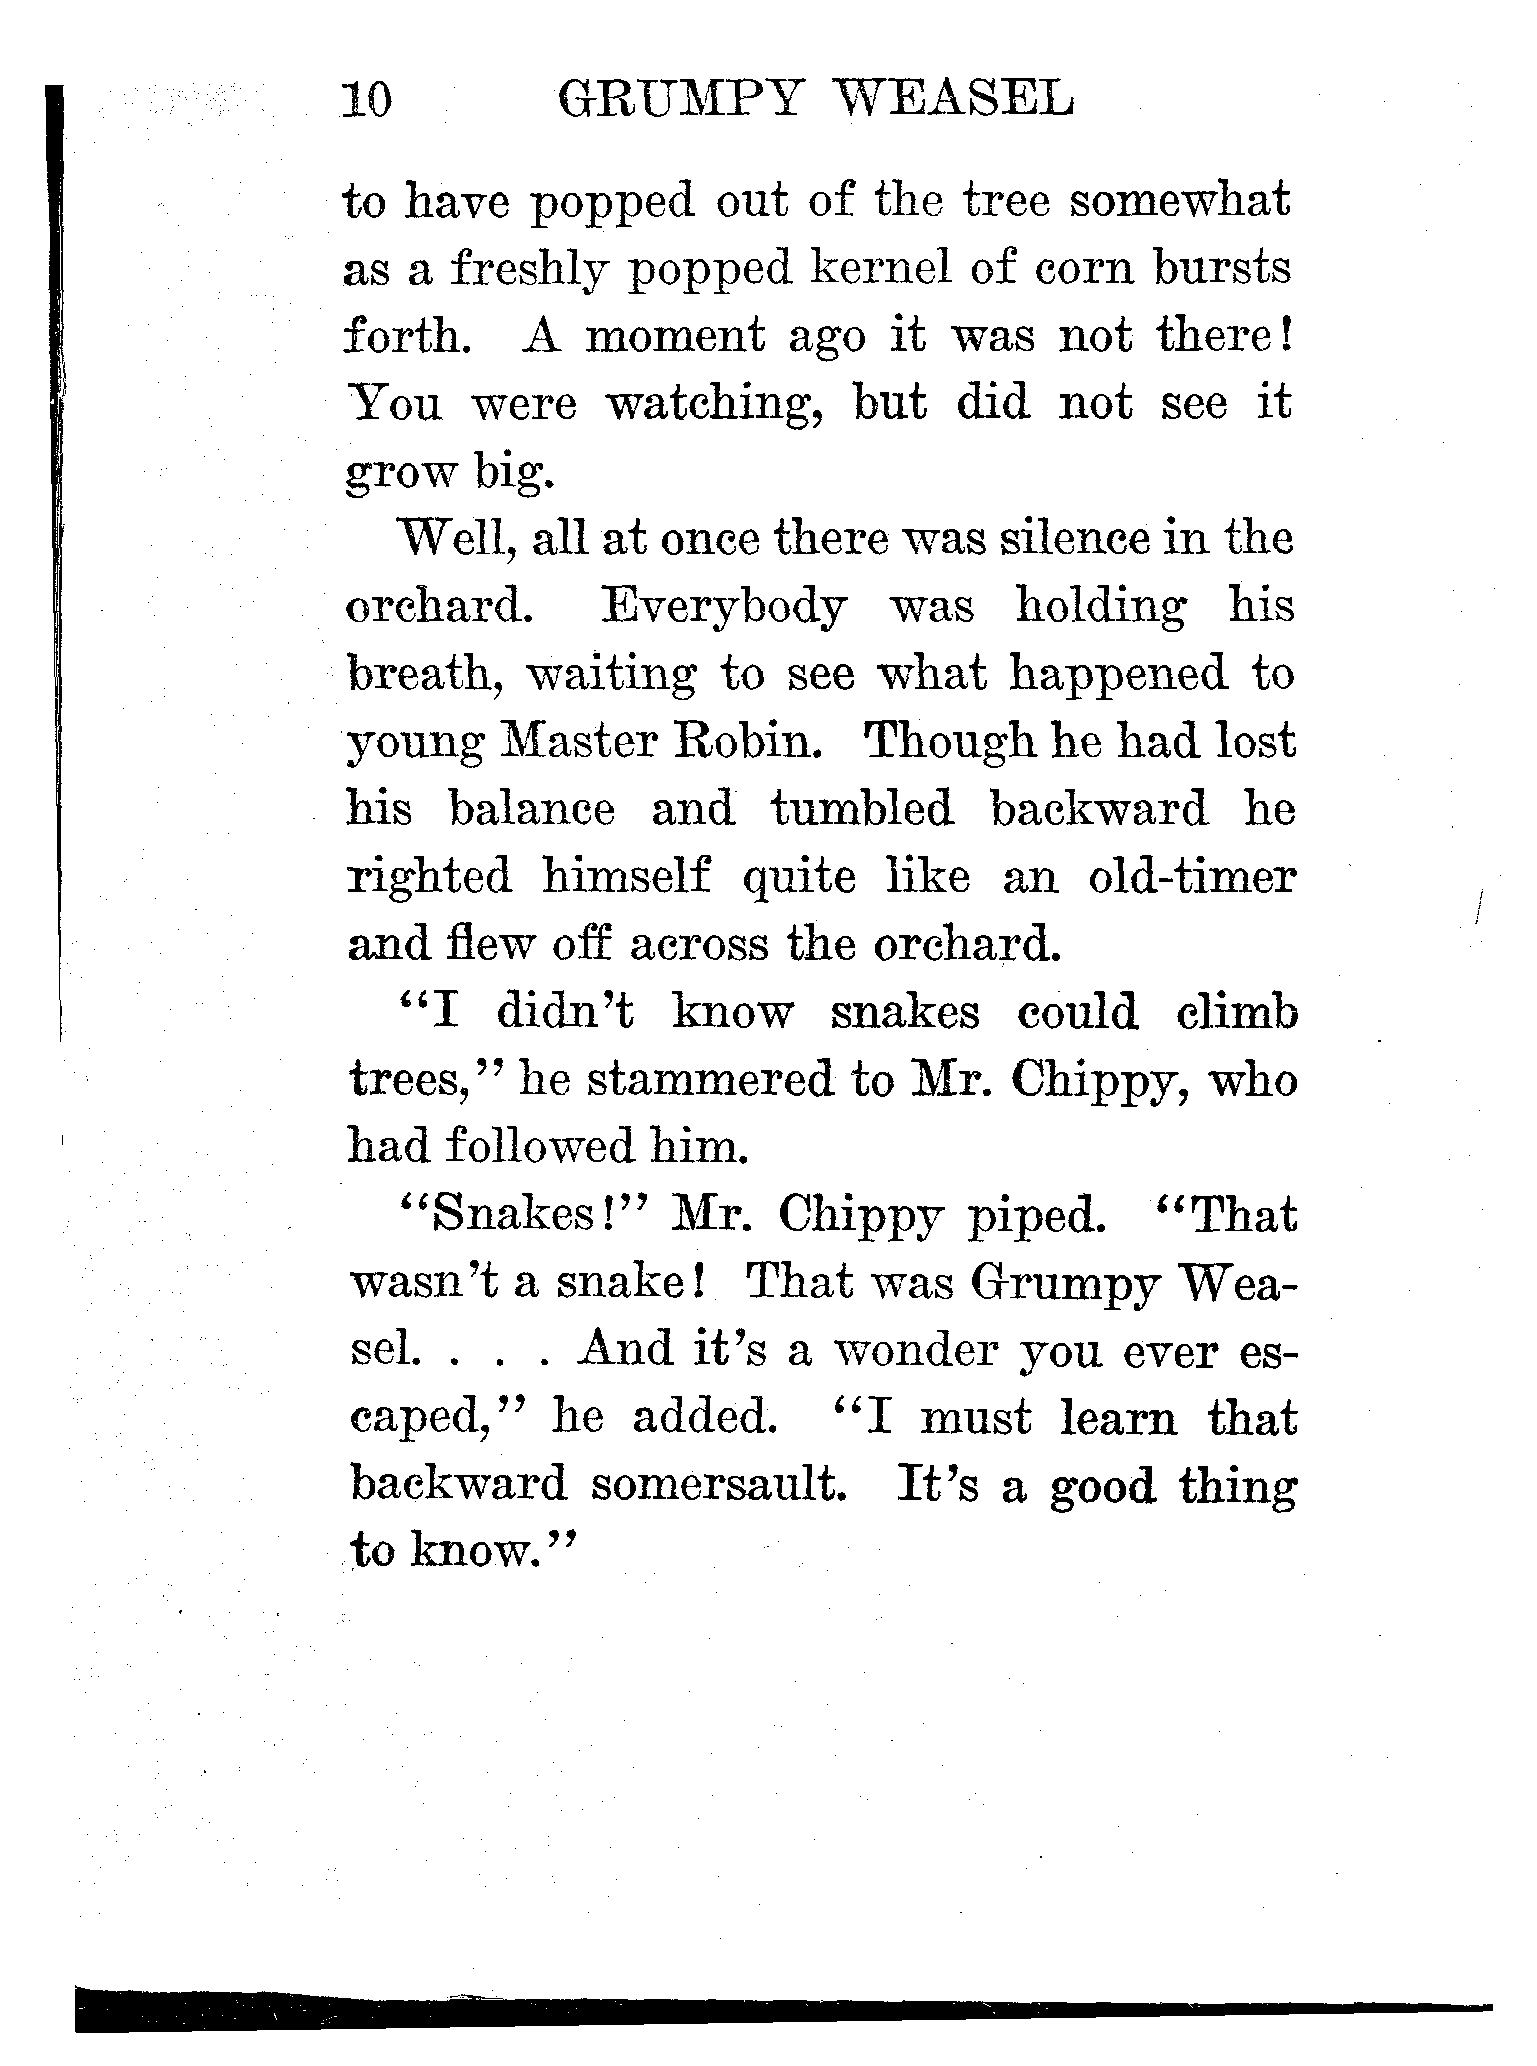 10 GRUMPY WEASEL
to have popped out of the tree somewhat
as a freshly popped kernel of corn bursts
forth. A moment ago it was not there!
You were watching, but did not see it
grow big.
Well, all at once there was silence in the
orchard. Everybody was holding his
breath, waiting to see what happened to
young Master Robin. Though he had lost
his balance and tumbled backward he
righted himself quite like an old-timer
and flew off across the orchard.
“I didn’t know snakes could climb
trees,” he stammered to Mr. Chippy, who
had followed him.
“Snakes!” Mr. Chippy piped. “That
wasn’t a snake! That was Grumpy Wea-
sel. . . . And it’s a wonder you ever es-
caped,” he added. “I must learn that
backward somersault. It’s a good thing
to know.”